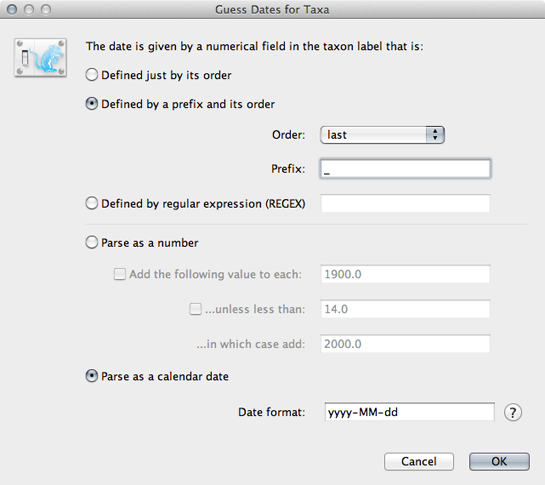 Guess Dates for Taxa
The date is given by a numerical field in the taxon label that is:
Defined just by its order
Defined by a prefix and its order
Order: last
Prefix: _
Defined by regular expression (REGEX)
Parse as a number
Add the following value to each: 1900.0
...unless less than: 14.0
...in which case add: 2000.0
Parse as a calendar date
Date format: yyyy-MM-dd ?
Cancel OK